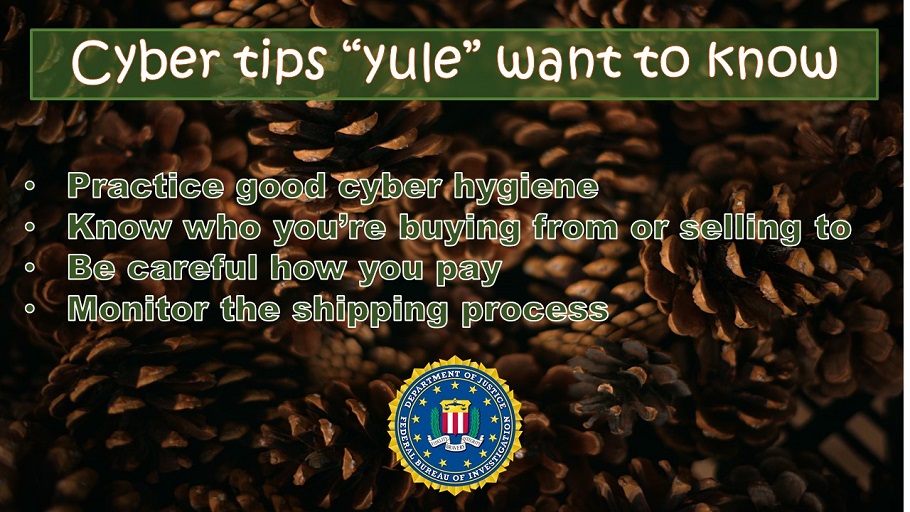 Cyber tips “yule” want to know
• Practice good cyber hygiene
• Know who you’re buying from or selling to
• Be careful how you pay
• Monitor the shipping process
DEPARTMENT OF JUSTICE
FEDERAL BUREAU OF INVESTIGATION